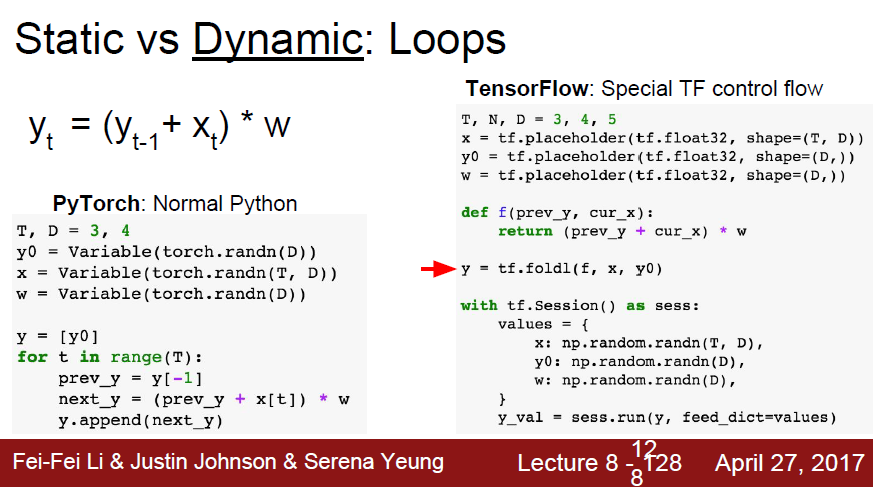 Static vs Dynamic: Loops
y_t = (y_{t-1} + x_t) * w
PyTorch: Normal Python
T, D = 3, 4
y0 = Variable(torch.randn(D))
x = Variable(torch.randn(T, D))
w = Variable(torch.randn(D))
y = [y0]
for t in range(T):
    prev_y = y[-1]
    next_y = (prev_y + x[t]) * w
    y.append(next_y)
TensorFlow: Special TF control flow
T, N, D = 3, 4, 5
x = tf.placeholder(tf.float32, shape=(T, D))
y0 = tf.placeholder(tf.float32, shape=(D,))
w = tf.placeholder(tf.float32, shape=(D,))
def f(prev_y, cur_x):
    return (prev_y + cur_x) * w
y = tf.foldl(f, x, y0)
with tf.Session() as sess:
    values = {
        x: np.random.randn(T, D),
        y0: np.random.randn(D),
        w: np.random.randn(D),
    }
    y_val = sess.run(y, feed_dict=values)
Fei-Fei Li & Justin Johnson & Serena Yeung
Lecture 8 - 128
12
8
April 27, 2017